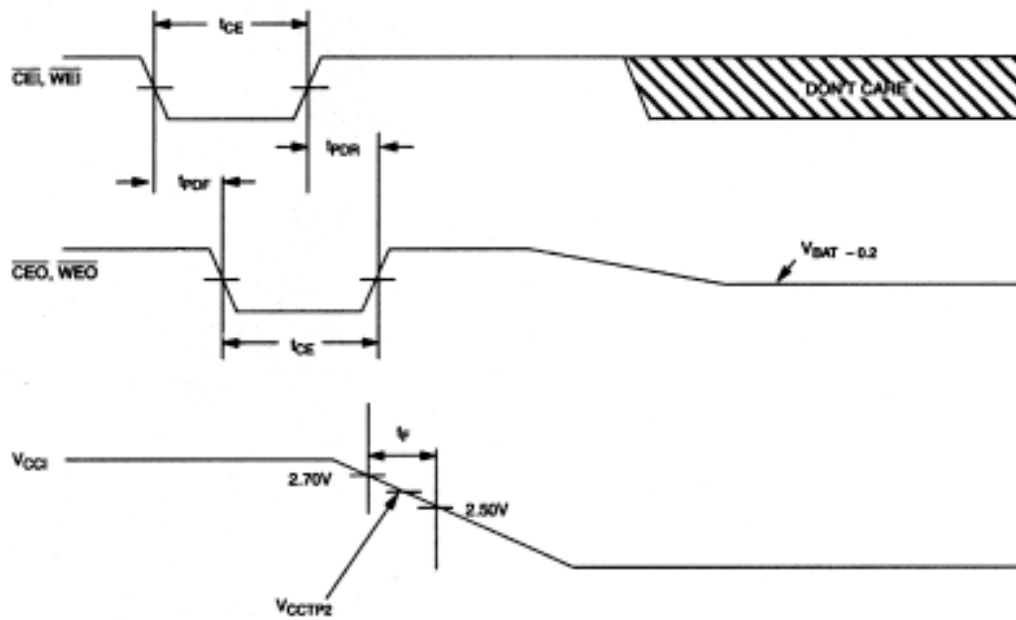 tCE
CEI, WEI
DON'T CARE
tPDR
tPDF
CEO, WEO
VBAT – 0.2
tCE
tF
VCCI
2.70V
2.50V
VCCTP2